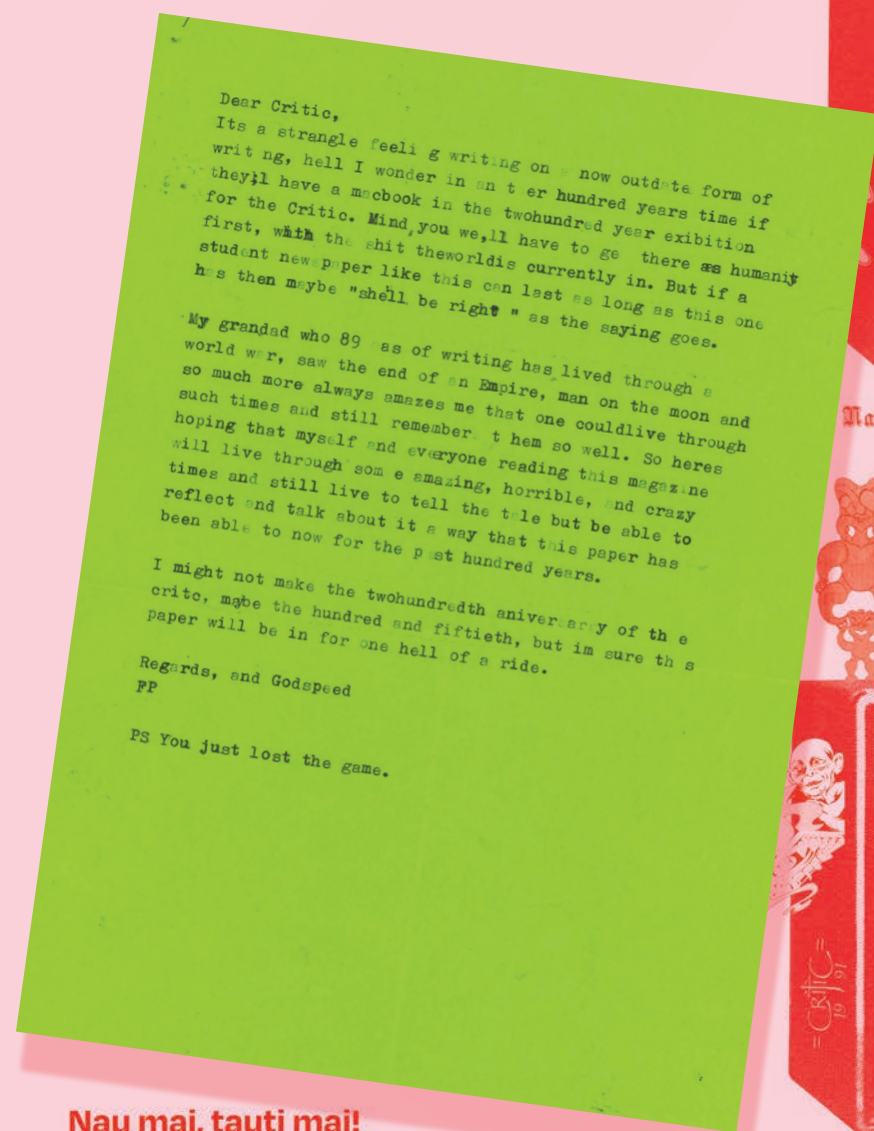 Dear Critic,
Its a strangle feeli g writing on a now outdate form of
writ ng, hell I wonder in an t er hundred years time if
they;l have a macbook in the twohundred year exibition
for the Critic. Mind,you we,ll have to ge there as humanity
first, with the shit theworldis currently in. But if a
student new paper like this can last as long as this one
has then maybe "she'll be right " as the saying goes.
My grandad who 89 as of writing has lived through a
world war, saw the end of an Empire, man on the moon and
so much more always amazes me that one couldlive through
such times and still remember t hem so well. So heres
hoping that myself and everyone reading this magazine
will live through som e amazing, horrible, and crazy
times and still live to tell the tale but be able to
reflect and talk about it a way that this paper has
been able to now for the past hundred years.
I might not make the twohundredth aniver ar y of th e
critc, maybe the hundred and fiftieth, but im sure th s
paper will be in for one hell of a ride.
Regards, and Godspeed
FP
PS You just lost the game.
Na
=CRITIC=
1991
Nau mai, tauti mai!